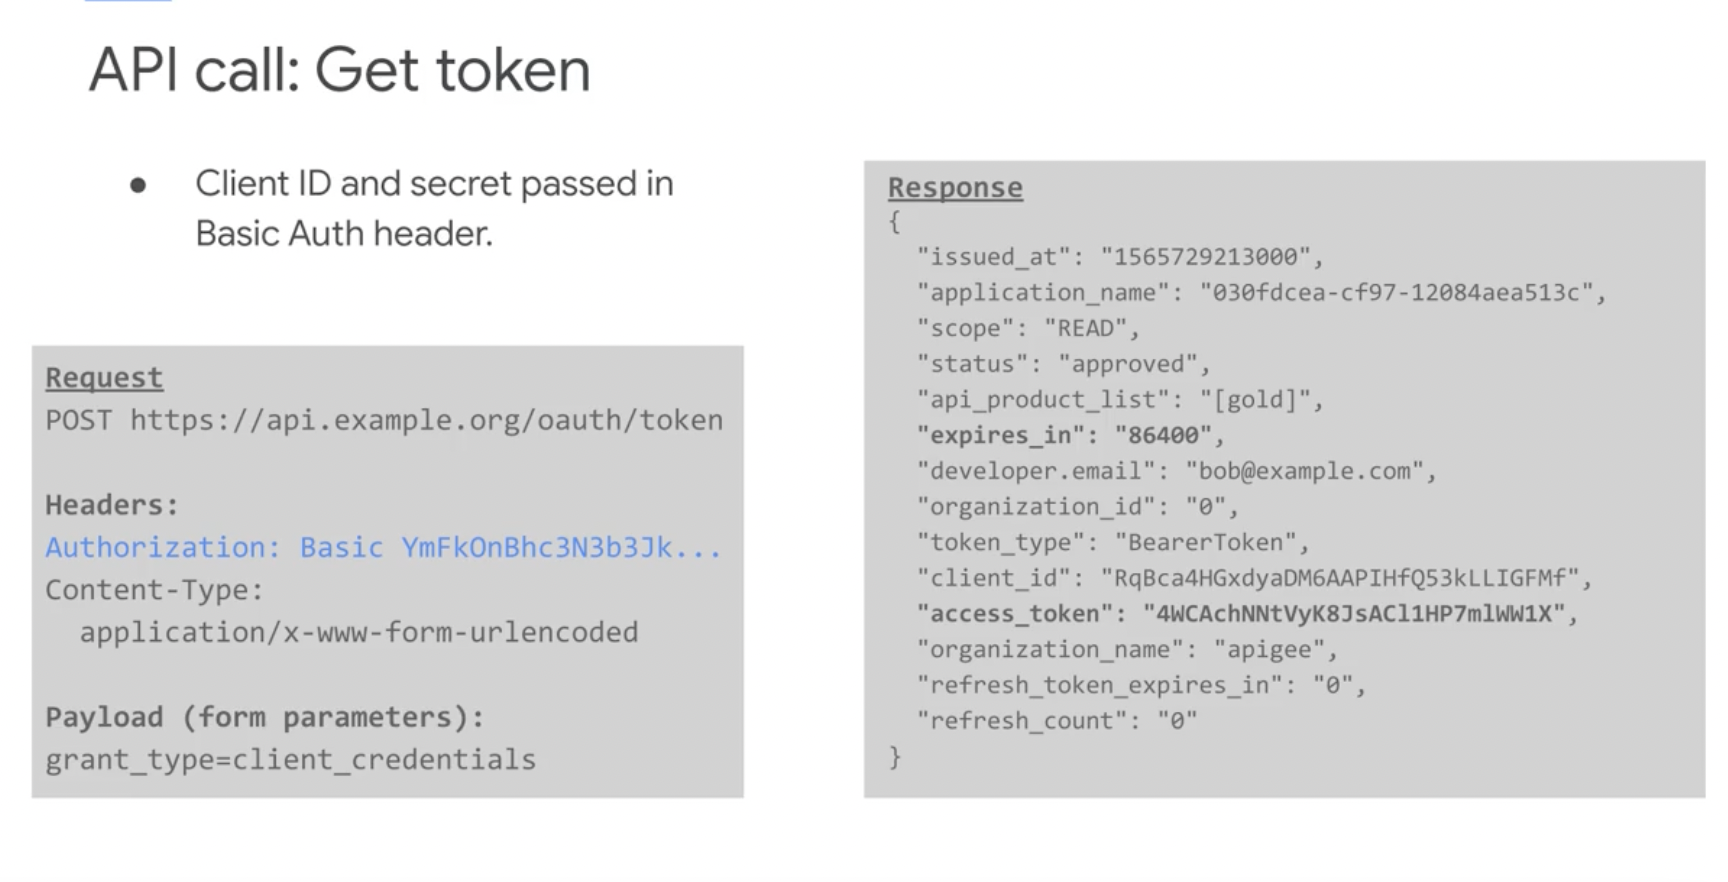 API call: Get token
● Client ID and secret passed in
Basic Auth header.
Request
POST https://api.example.org/oauth/token
Headers:
Authorization: Basic YmFkOnBhc3N3b3Jk...
Content-Type:
application/x-www-form-urlencoded
Payload (form parameters):
grant_type=client_credentials
Response
{
"issued_at": "1565729213000",
"application_name": "030fdcea-cf97-12084aea513c",
"scope": "READ",
"status": "approved",
"api_product_list": "[gold]",
"expires_in": "86400",
"developer.email": "bob@example.com",
"organization_id": "0",
"token_type": "BearerToken",
"client_id": "RqBca4HGxdyaDM6AAPIHfQ53kLLIGFMf",
"access_token": "4WCAchNNtVyK8JsACl1HP7mlWW1X",
"organization_name": "apigee",
"refresh_token_expires_in": "0",
"refresh_count": "0"
}